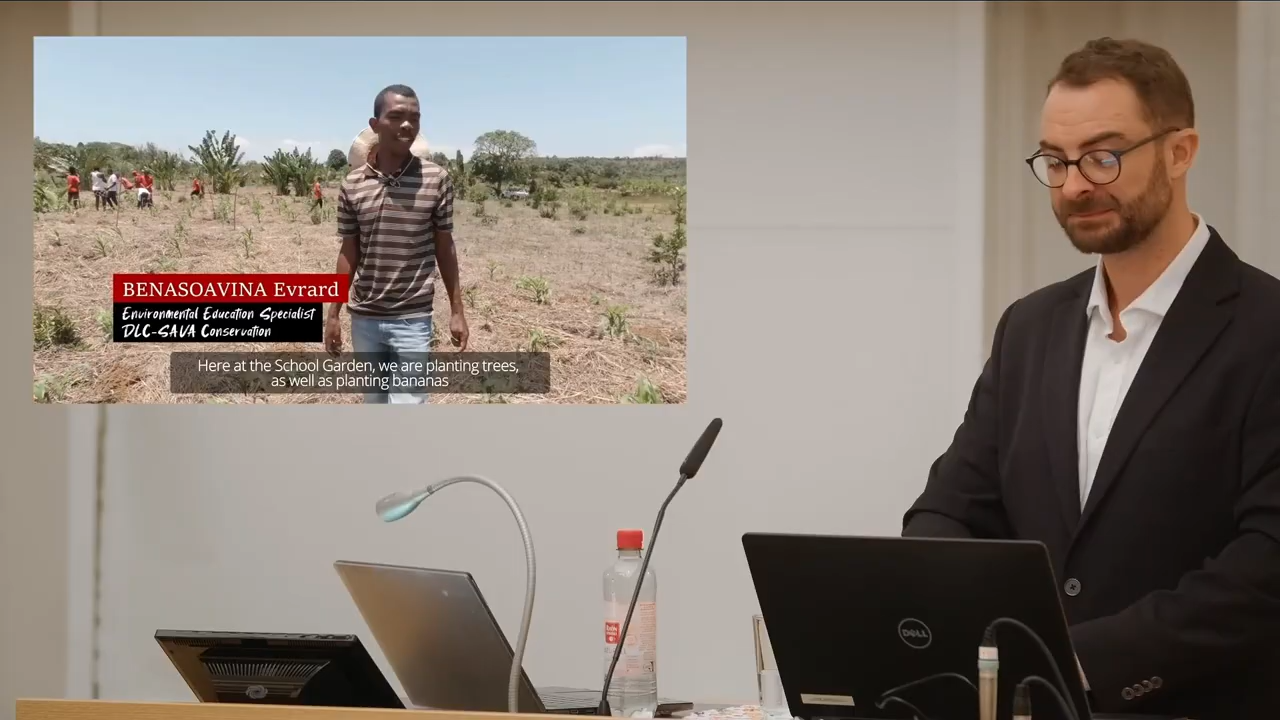 BENASOAVINA Evrard
Environmental Education Specialist
DLC-SAVA Conservation
Here at the School Garden, we are planting trees,
as well as planting bananas
DELL